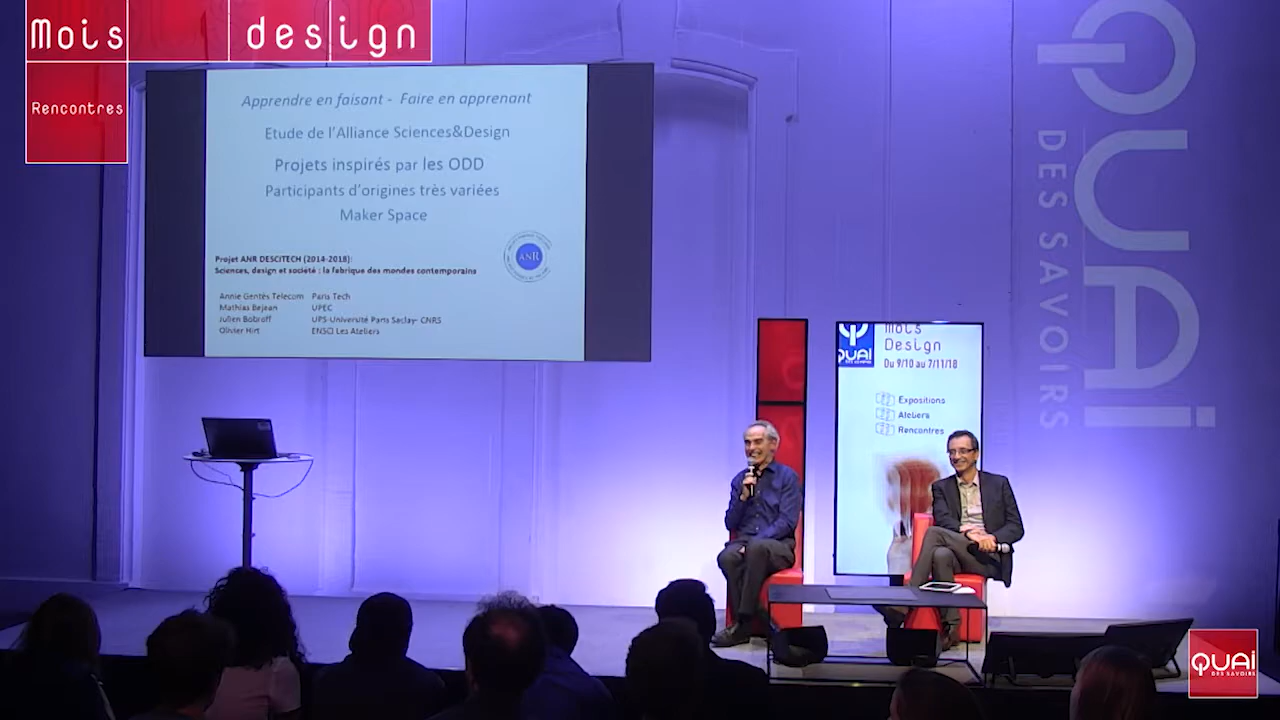 Mois design
Rencontres
Apprendre en faisant - Faire en apprenant
Etude de l'Alliance Sciences&Design
Projets inspirés par les ODD
Participants d'origines très variées
Maker Space
ANR
Projet ANR DESCITECH (2014-2018):
Sciences, design et société : la fabrique des mondes contemporains
Annie Gentès Telecom Paris Tech
Mathias Bejean UPEC
Julien Bobroff UPS-Université Paris Saclay- CNRS
Olivier Hirt ENSCI Les Ateliers
QUAI
DES SAVOIRS
QUAI
DES SAVOIRS
Mois
Design
Du 9/10 au 7/11/18
Expositions
Ateliers
Rencontres
QUAI
DES SAVOIRS